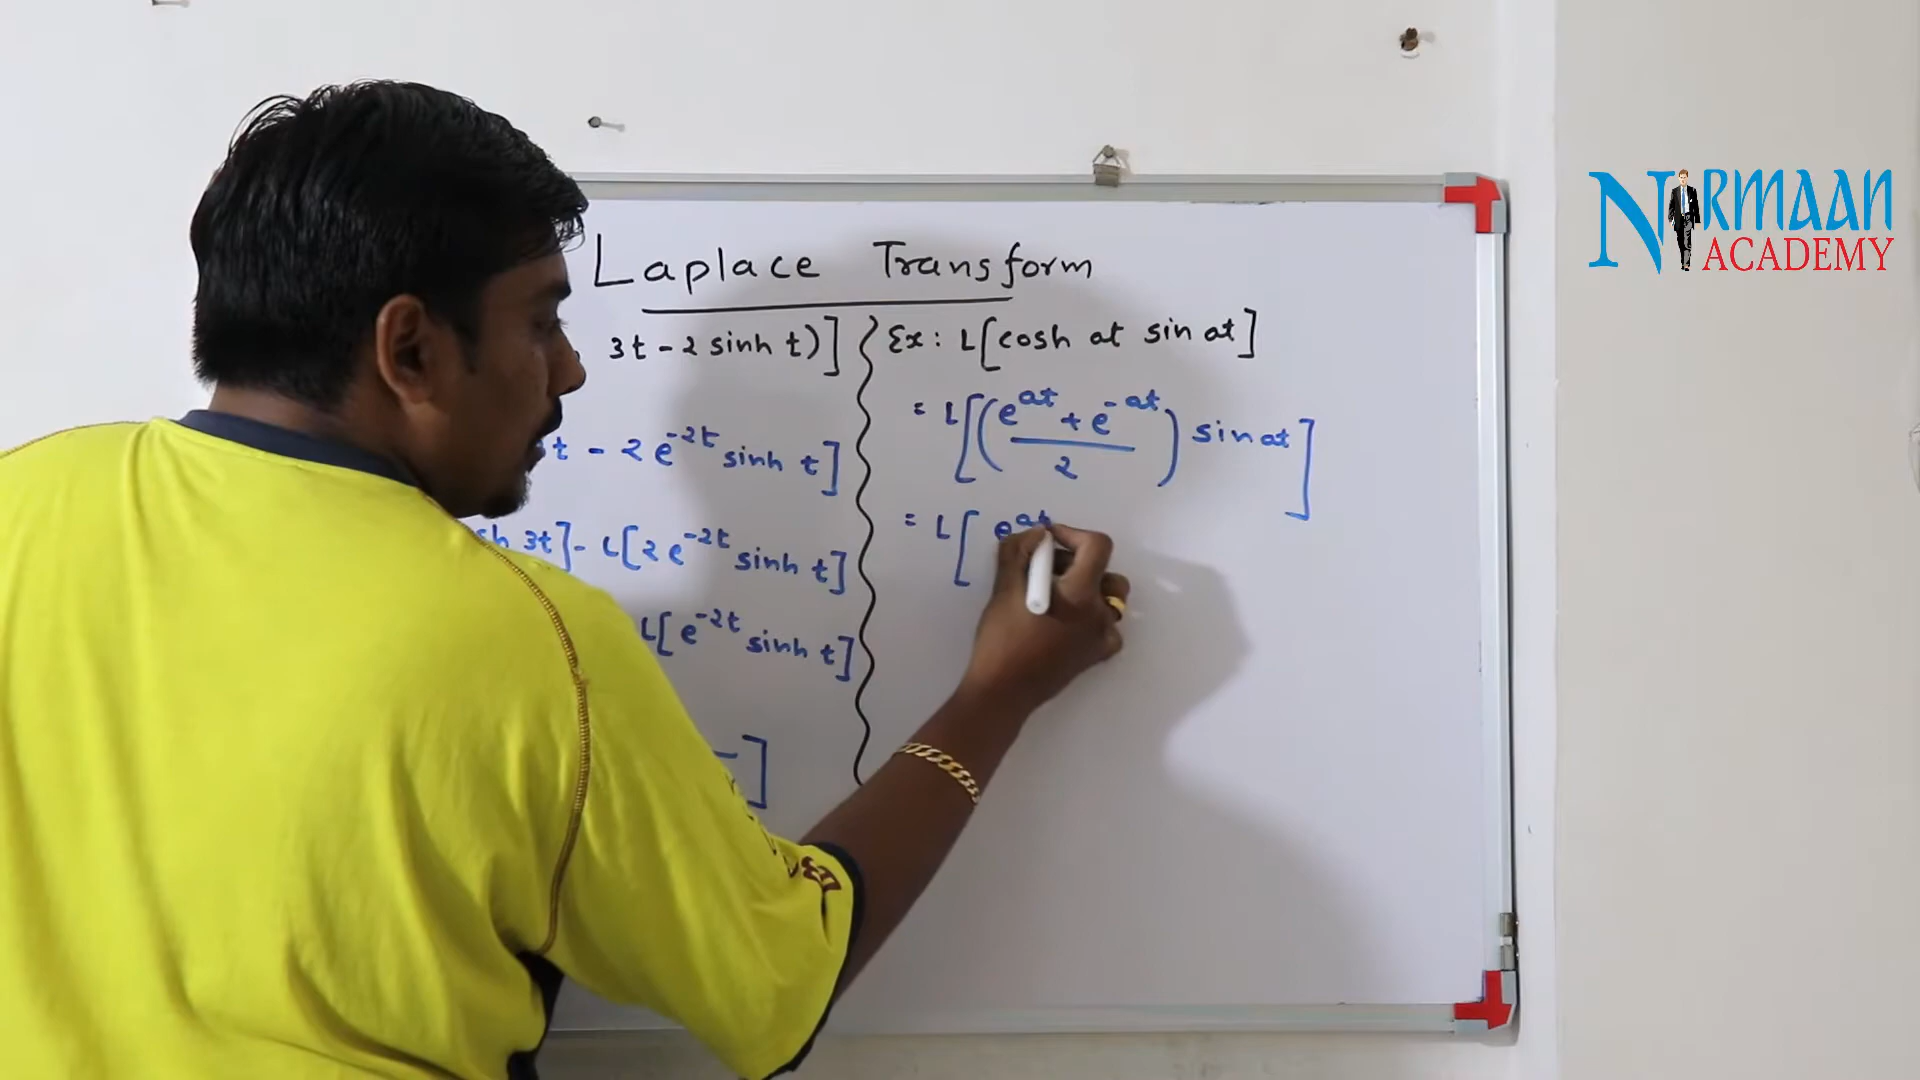 NIRMAAN
ACADEMY
Laplace Transform
3t - 2 sinh t)]
t - 2 e^-2t sinh t]
sh 3t] - L[2 e^-2t sinh t]
L[e^-2t sinh t]
]
Ex: L[cosh at sin at]
= L[(e^at + e^-at / 2) sin at]
= L[ e^at